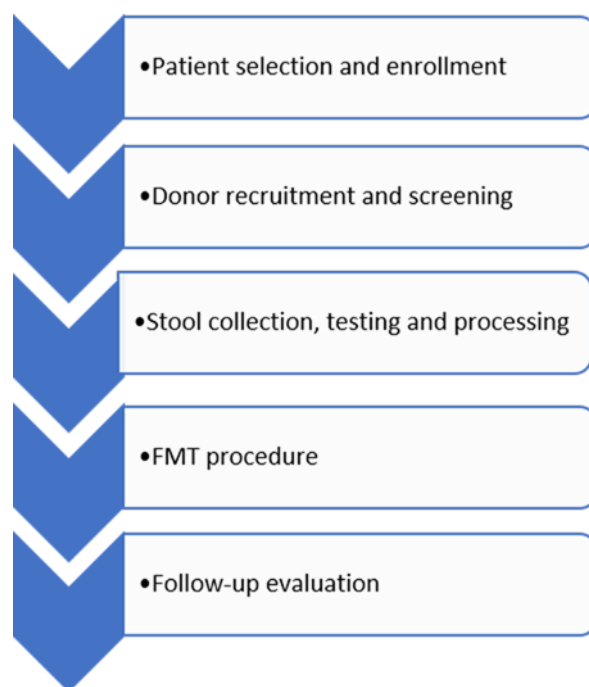 •Patient selection and enrollment
•Donor recruitment and screening
•Stool collection, testing and processing
•FMT procedure
•Follow-up evaluation